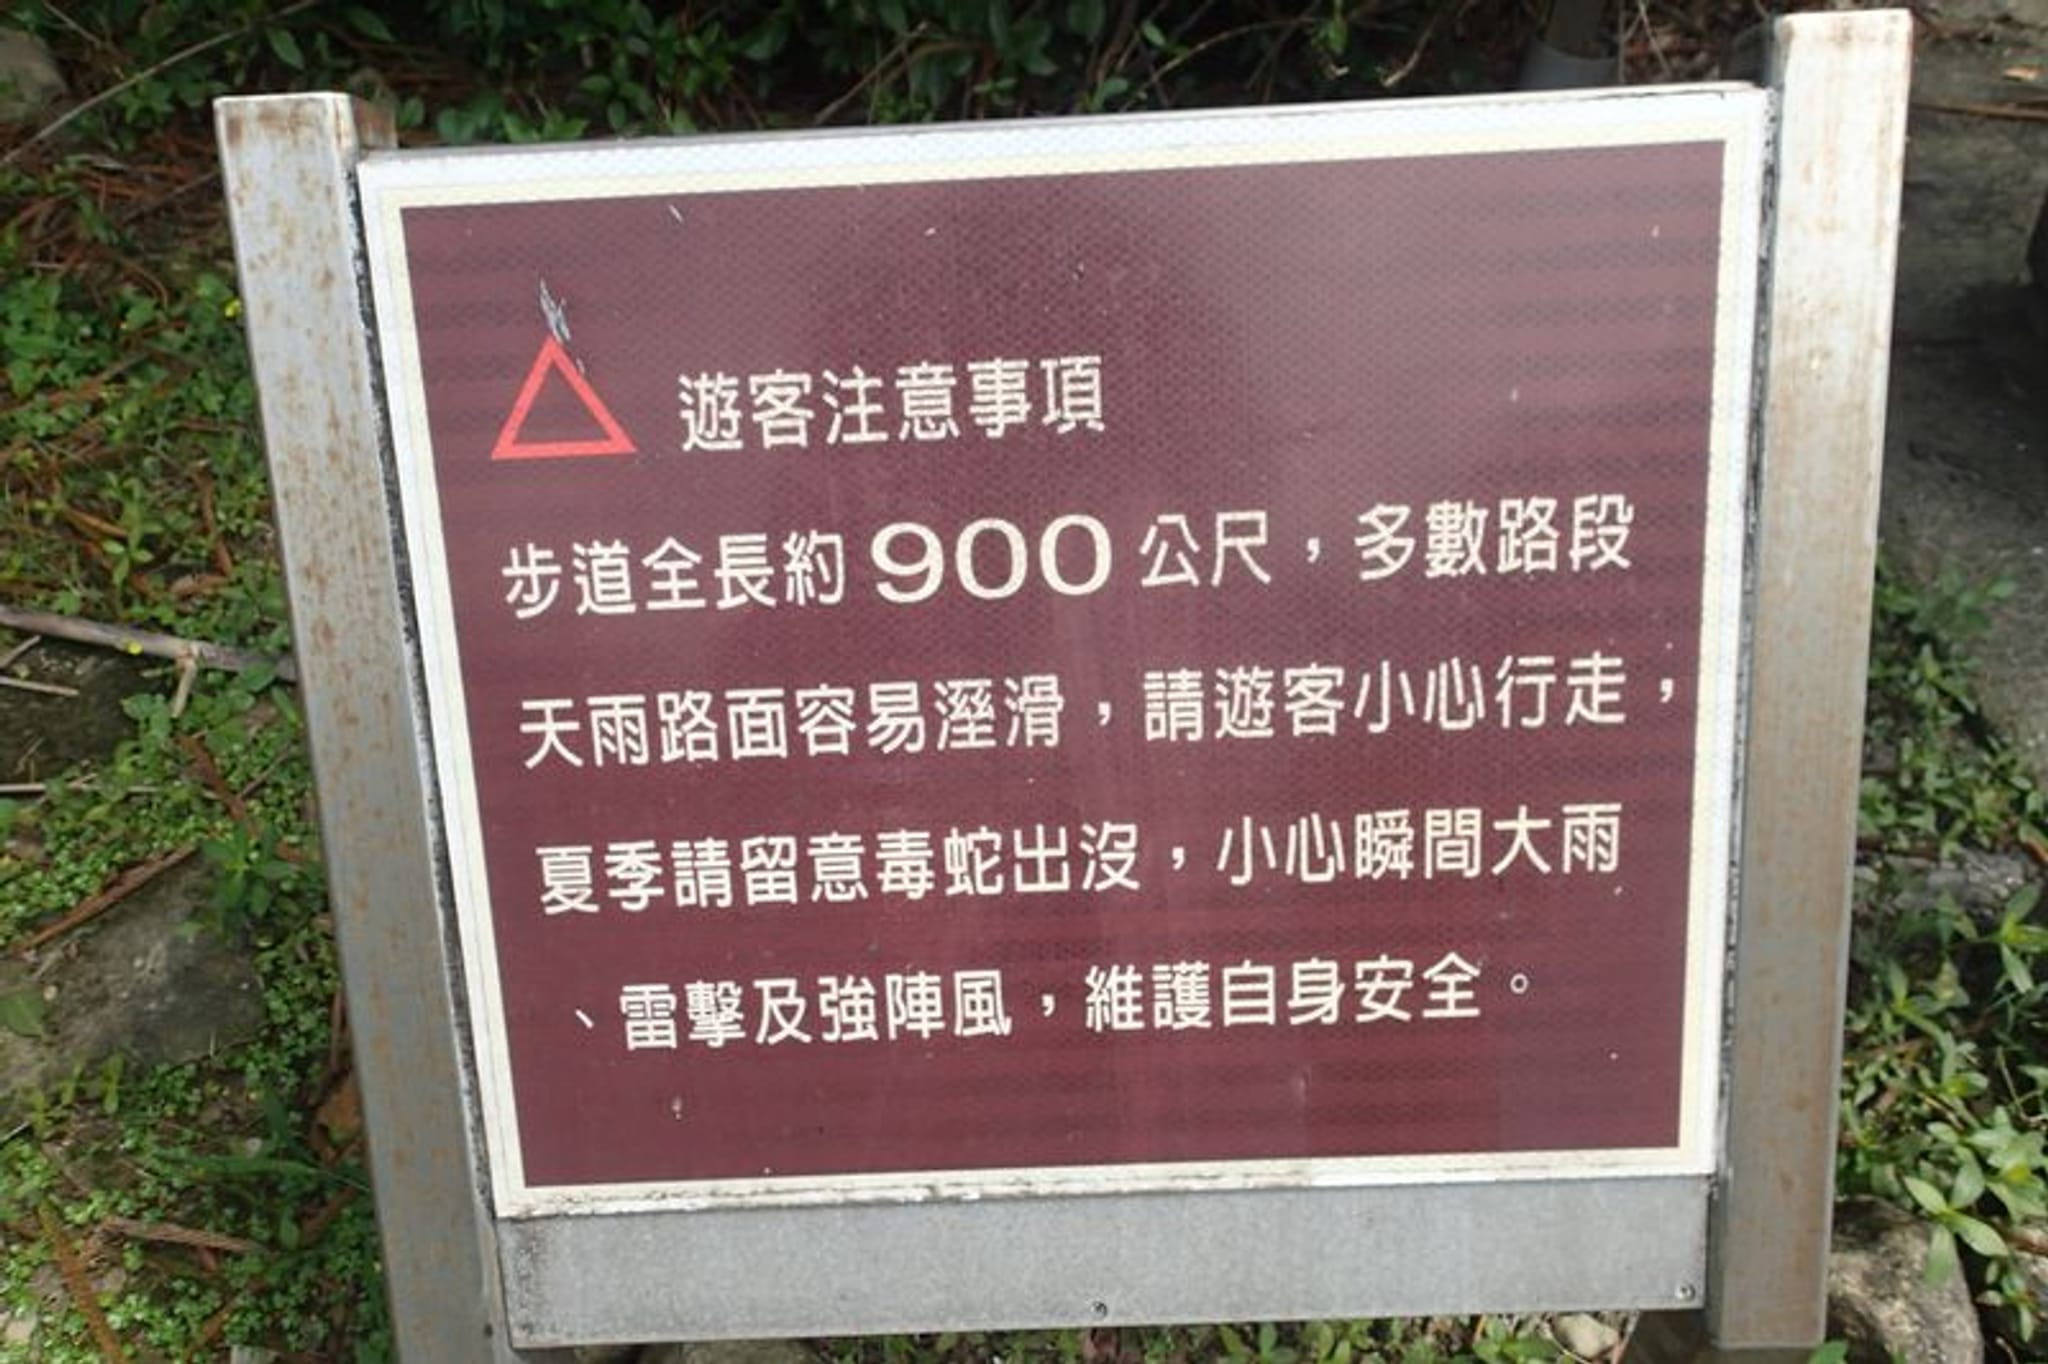 遊客注意事項
步道全長約900公尺，多數路段
天雨路面容易溼滑，請遊客小心行走，
夏季請留意毒蛇出沒，小心瞬間大雨
、雷擊及強陣風，維護自身安全。